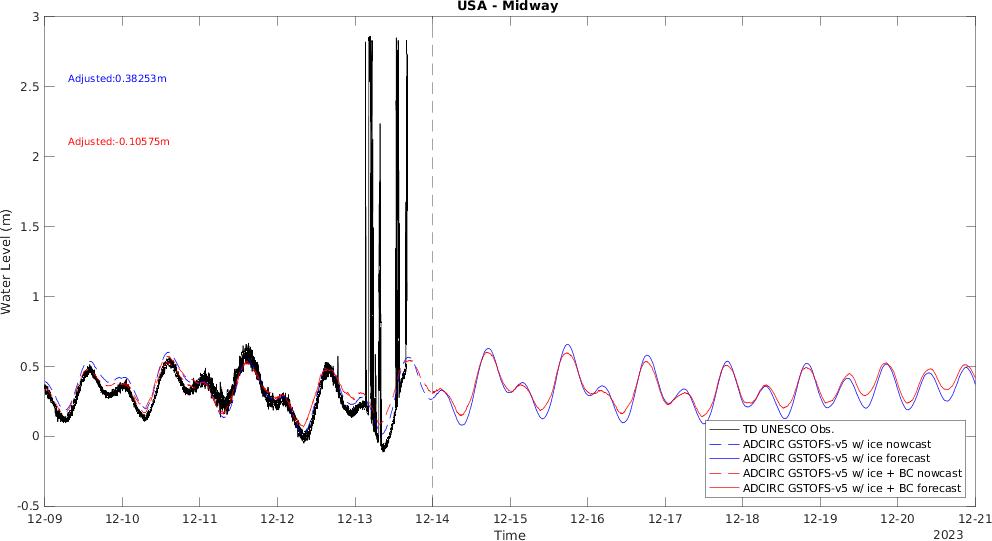 USA - Midway
3
2.5
2
1.5
1
0.5
0
-0.5
Water Level (m)
Adjusted:0.38253m
Adjusted:-0.10575m
TD UNESCO Obs.
ADCIRC GSTOFS-v5 w/ ice nowcast
ADCIRC GSTOFS-v5 w/ ice forecast
ADCIRC GSTOFS-v5 w/ ice + BC nowcast
ADCIRC GSTOFS-v5 w/ ice + BC forecast
12-09 12-10 12-11 12-12 12-13 12-14 12-15 12-16 12-17 12-18 12-19 12-20 12-21
Time
2023